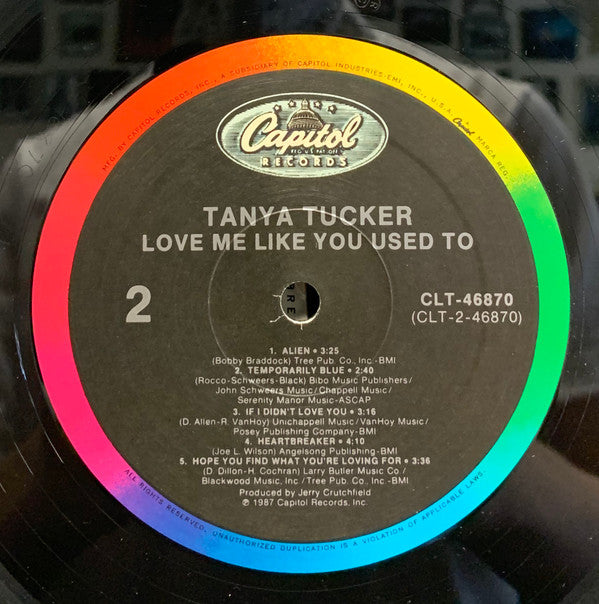 MFG. BY CAPITOL RECORDS, INC., A SUBSIDIARY OF CAPITOL INDUSTRIES-EMI, INC., U.S.A. Capitol MARCA REG.
Capitol
REG. U.S. PAT. OFF.
RECORDS
TANYA TUCKER
LOVE ME LIKE YOU USED TO
2
CLT-46870
(CLT-2-46870)
1. ALIEN • 3:25
(Bobby Braddock) Tree Pub. Co., Inc.-BMI
2. TEMPORARILY BLUE • 2:40
(Rocco-Schweers-Black) Bibo Music Publishers/
John Schweers Music/Chappell Music/
Serenity Manor Music-ASCAP
3. IF I DIDN'T LOVE YOU • 3:16
(D. Allen-R. VanHoy) Unichappell Music/VanHoy Music/
Posey Publishing Company-BMI
4. HEARTBREAKER • 4:10
(Joe L. Wilson) Angelsong Publishing-BMI
5. HOPE YOU FIND WHAT YOU'RE LOVING FOR • 3:36
(D. Dillon-H. Cochran) Larry Butler Music Co./
Blackwood Music, Inc./Tree Pub. Co., Inc.-BMI
Produced by Jerry Crutchfield
℗ 1987 Capitol Records, Inc.
ALL RIGHTS RESERVED. UNAUTHORIZED DUPLICATION IS A VIOLATION OF APPLICABLE LAWS.